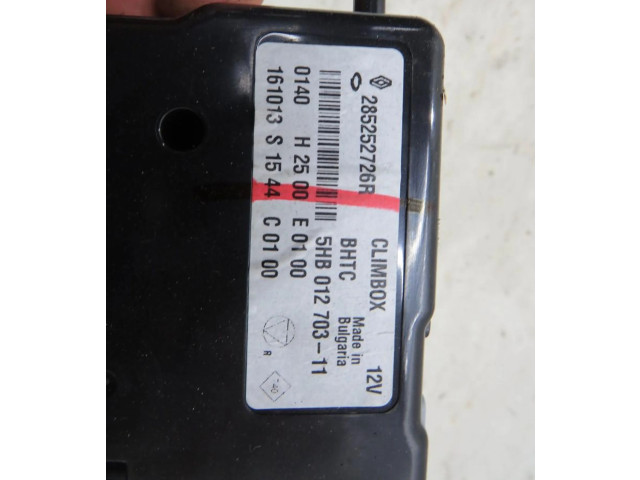 285252726R CLIMBOX 12V
BHTC Made in
Bulgaria
5HB 012 703-11
0140 H 25 00 E 01 00
161013 S 15 44 C 01 00
R
40